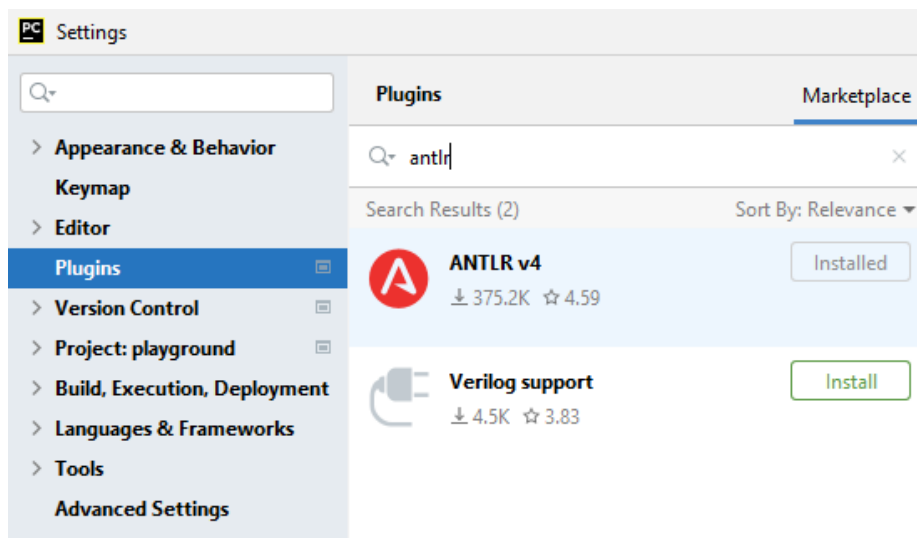 PC
Settings
Appearance & Behavior
Keymap
Editor
Plugins
Version Control
Project: playground
Build, Execution, Deployment
Languages & Frameworks
Tools
Advanced Settings
Plugins
Marketplace
antlr
Search Results (2)
Sort By: Relevance
ANTLR v4
Installed
375.2K 4.59
Verilog support
Install
4.5K 3.83